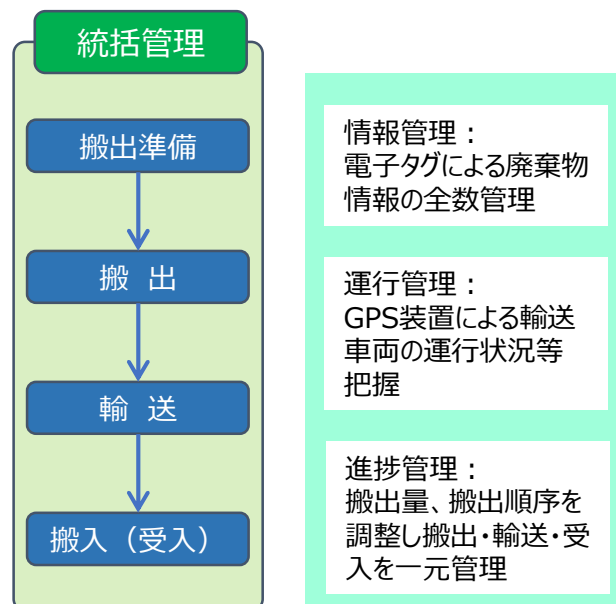 統括管理
搬出準備
搬 出
輸 送
搬入（受入）
情報管理：
電子タグによる廃棄物
情報の全数管理
運行管理：
GPS装置による輸送
車両の運行状況等
把握
進捗管理：
搬出量、搬出順序を
調整し搬出・輸送・受
入を一元管理